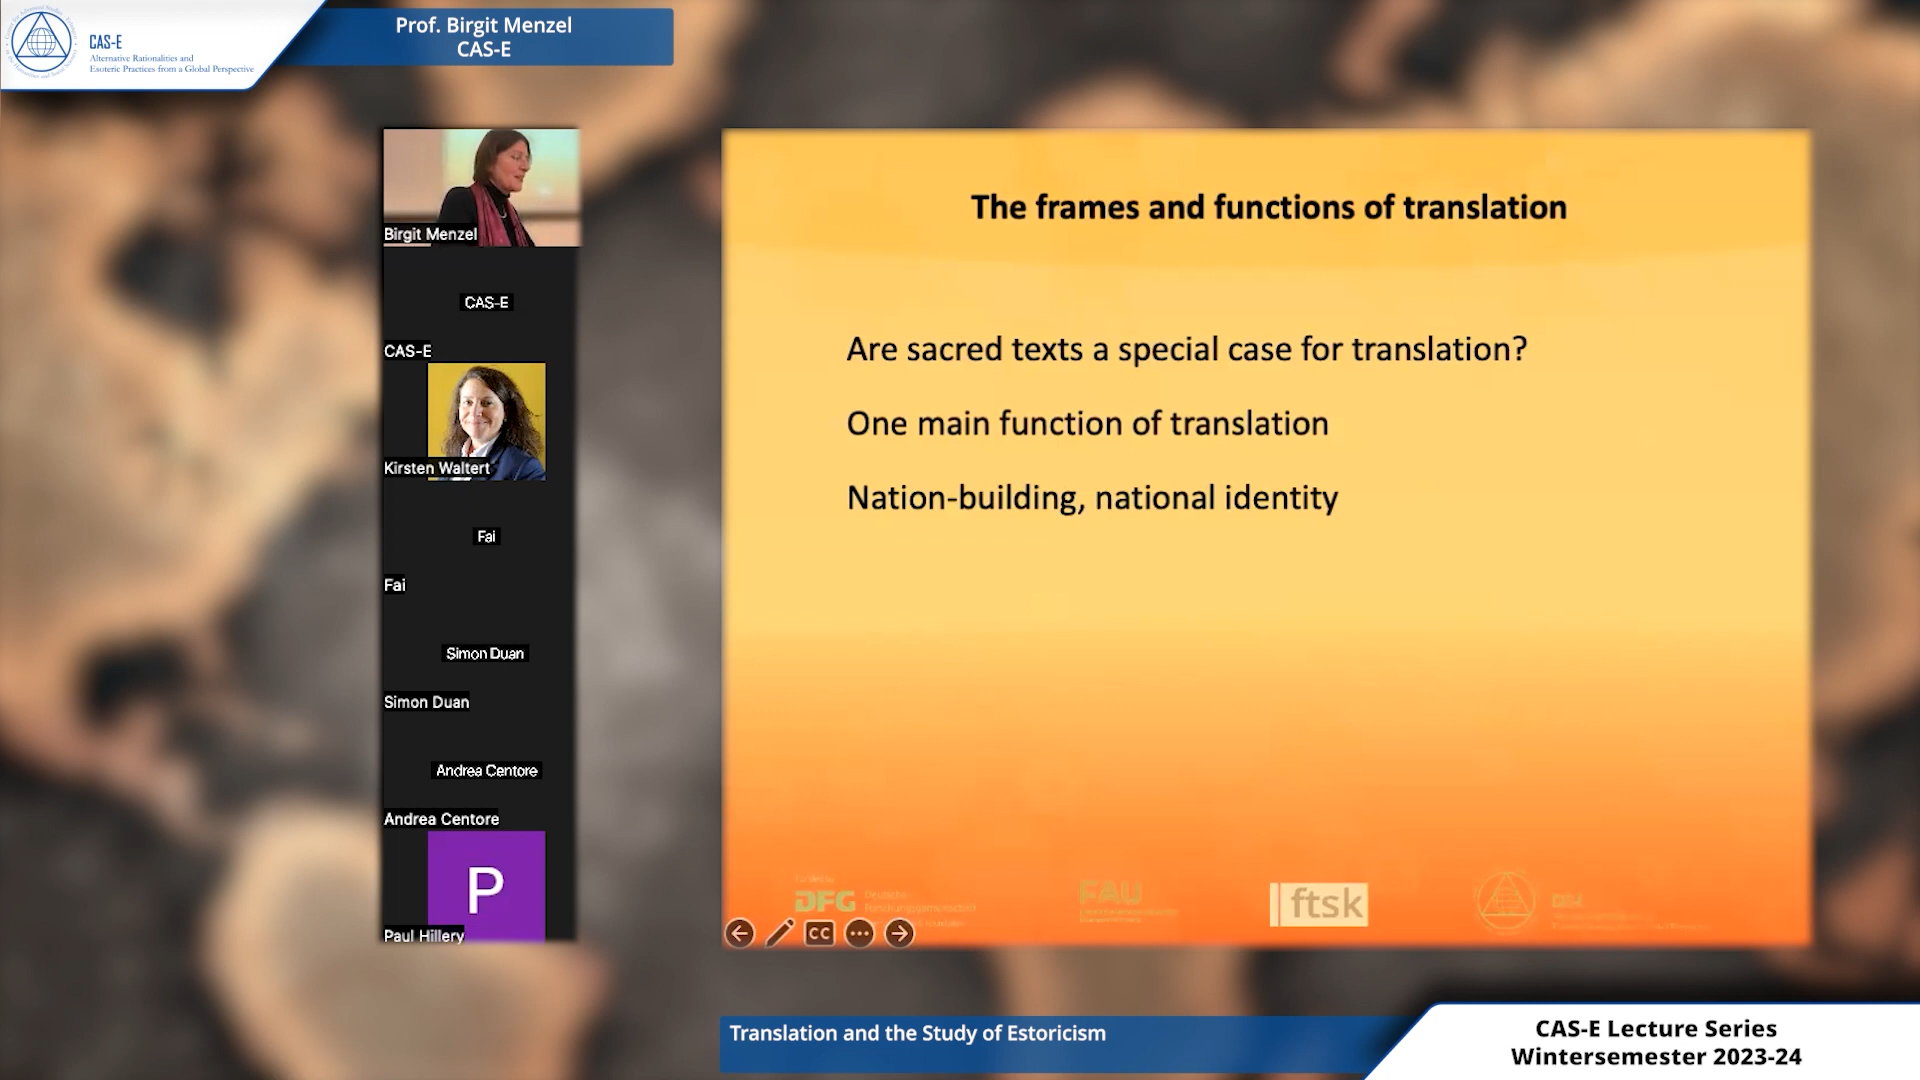 CAS-E
Alternative Rationalities and
Esoteric Practices from a Global Perspective
Prof. Birgit Menzel
CAS-E
Birgit Menzel
CAS-E
CAS-E
Kirsten Waltert
Fai
Fai
Simon Duan
Simon Duan
Andrea Centore
Andrea Centore
P
Paul Hillery
The frames and functions of translation
Are sacred texts a special case for translation?
One main function of translation
Nation-building, national identity
DFG
Deutsche
Forschungsgemeinschaft
FAU
ftsk
CAS-E
CC
Translation and the Study of Estoricism
CAS-E Lecture Series
Wintersemester 2023-24